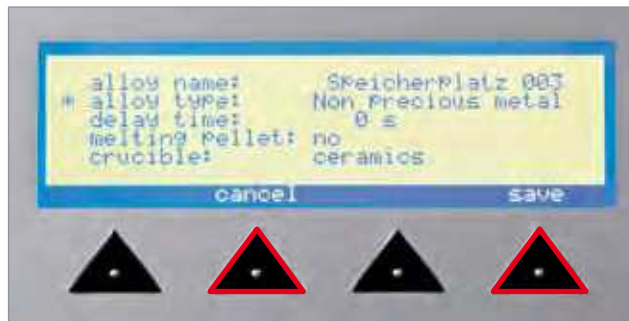 alloy name: Speicherplatz 003
* alloy type: Non Precious metal
delay time: 0 s
melting pellet: no
crucible: ceramics
cancel save